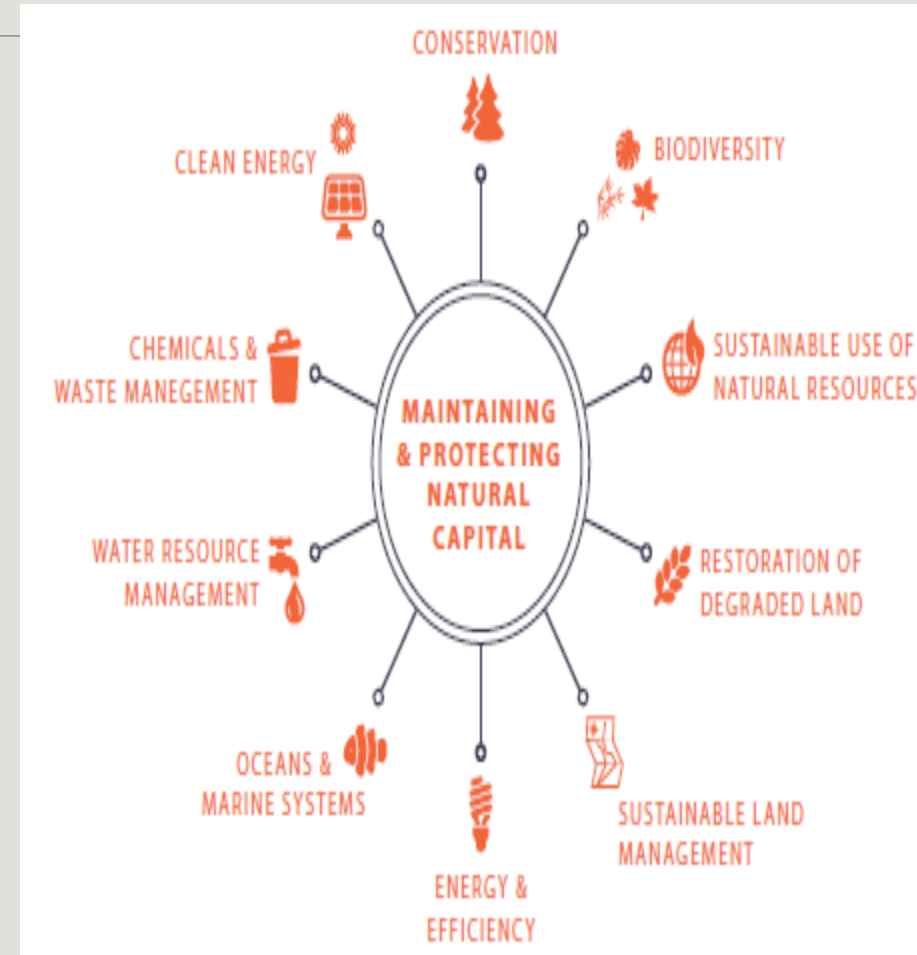 CONSERVATION
BIODIVERSITY
SUSTAINABLE USE OF
NATURAL RESOURCES
RESTORATION OF
DEGRADED LAND
SUSTAINABLE LAND
MANAGEMENT
ENERGY &
EFFICIENCY
OCEANS &
MARINE SYSTEMS
WATER RESOURCE
MANAGEMENT
CHEMICALS &
WASTE MANEGEMENT
CLEAN ENERGY
MAINTAINING
& PROTECTING
NATURAL
CAPITAL